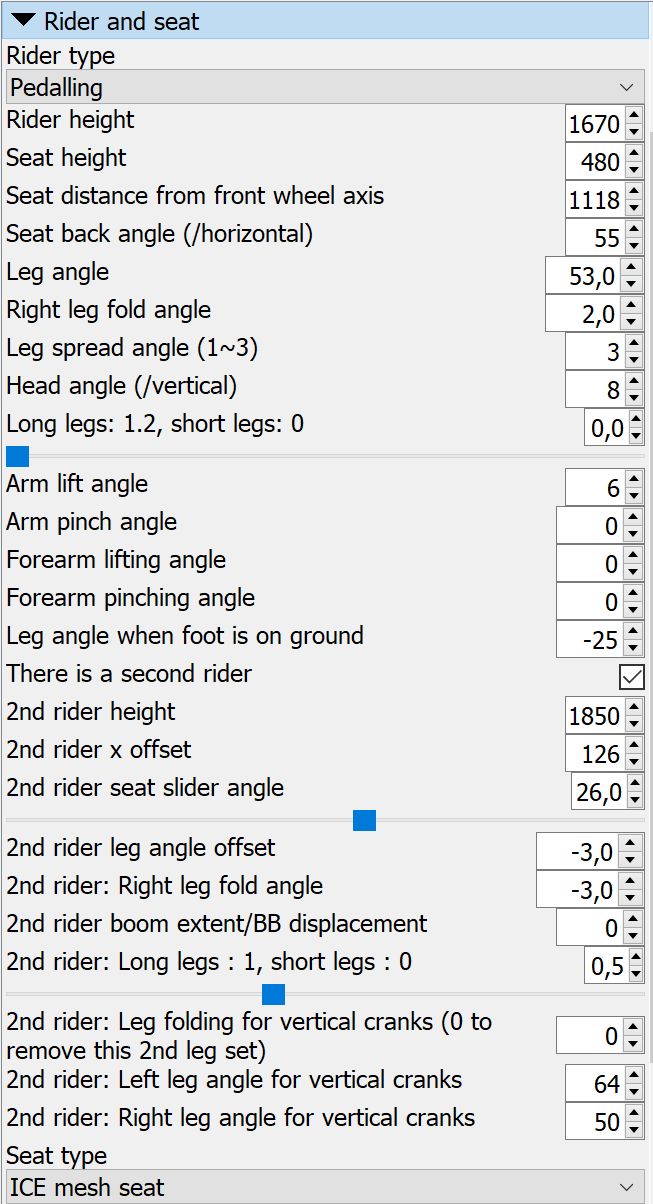 Rider and seat
Rider type
Pedalling
Rider height 1670
Seat height 480
Seat distance from front wheel axis 1118
Seat back angle (/horizontal) 55
Leg angle 53,0
Right leg fold angle 2,0
Leg spread angle (1~3) 3
Head angle (/vertical) 8
Long legs: 1.2, short legs: 0 0,0
Arm lift angle 6
Arm pinch angle 0
Forearm lifting angle 0
Forearm pinching angle 0
Leg angle when foot is on ground -25
There is a second rider
2nd rider height 1850
2nd rider x offset 126
2nd rider seat slider angle 26,0
2nd rider leg angle offset -3,0
2nd rider: Right leg fold angle -3,0
2nd rider boom extent/BB displacement 0
2nd rider: Long legs : 1, short legs : 0 0,5
2nd rider: Leg folding for vertical cranks (0 to
remove this 2nd leg set) 0
2nd rider: Left leg angle for vertical cranks 64
2nd rider: Right leg angle for vertical cranks 50
Seat type
ICE mesh seat